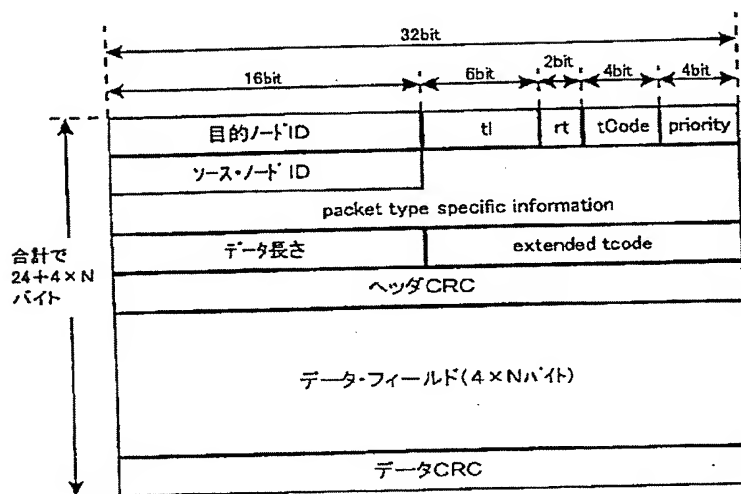 32bit
16bit 6bit 2bit 4bit 4bit
目的ノードID tl rt tCode priority
ソース・ノードID
packet type specific information
データ長さ extended tcode
合計で
24+4×N
バイト
ヘッダCRC
データ・フィールド(4×Nバイト)
データCRC